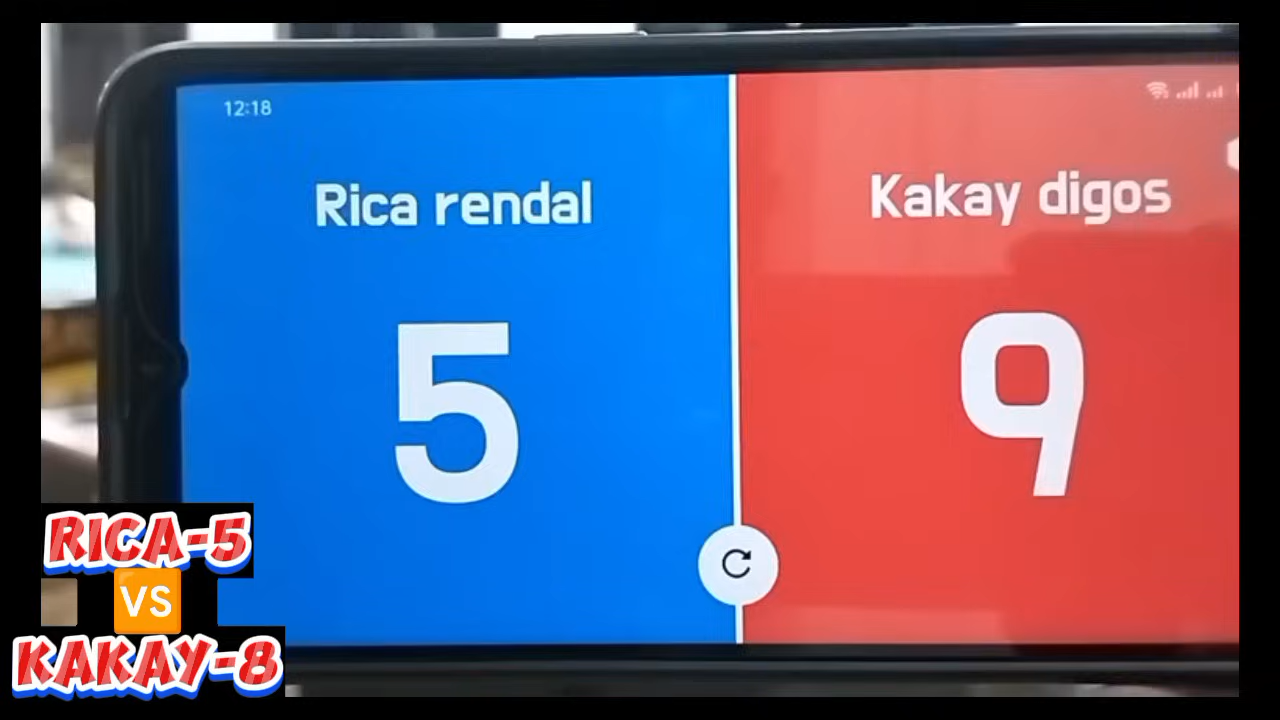 12:18
Rica rendal
Kakay digos
5
9
RICA-5
VS
KAKAY-8